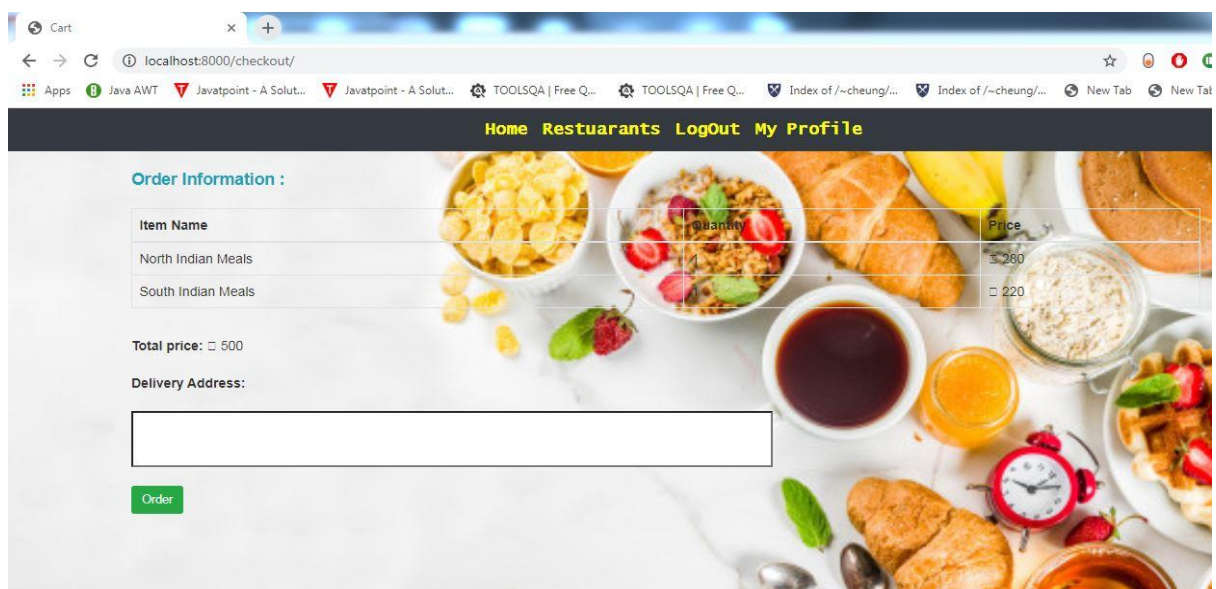 Cart
localhost:8000/checkout/
Apps Java AWT Javatpoint - A Solut... Javatpoint - A Solut... TOOLSQA | Free Q... TOOLSQA | Free Q... Index of /~cheung/... Index of /~cheung/... New Tab New Tab
Home Restuarants LogOut My Profile
Order Information :
Item Name Quantity Price
North Indian Meals 1 □ 280
South Indian Meals □ 220
Total price: □ 500
Delivery Address:
Order